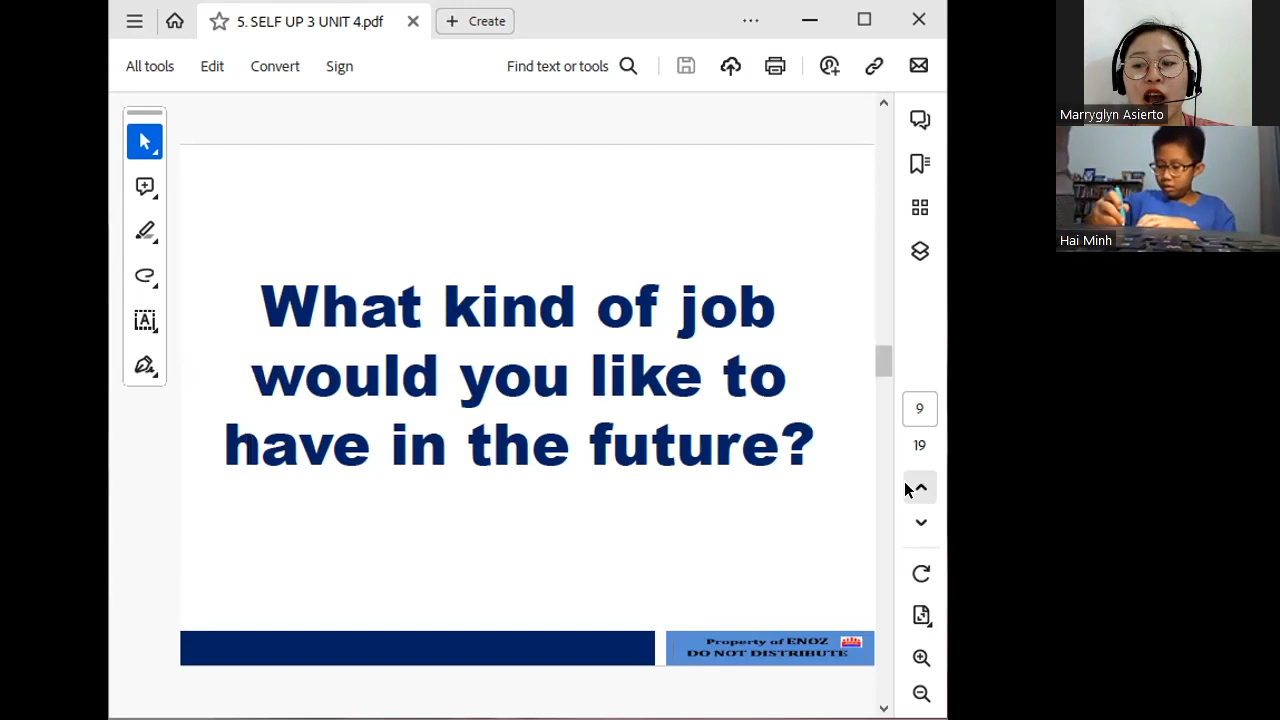 5. SELF UP 3 UNIT 4.pdf
Create
All tools
Edit
Convert
Sign
Find text or tools
What kind of job
would you like to
have in the future?
9
19
Property of ENOZ
DO NOT DISTRIBUTE
Marryglyn Asierto
Hai Minh